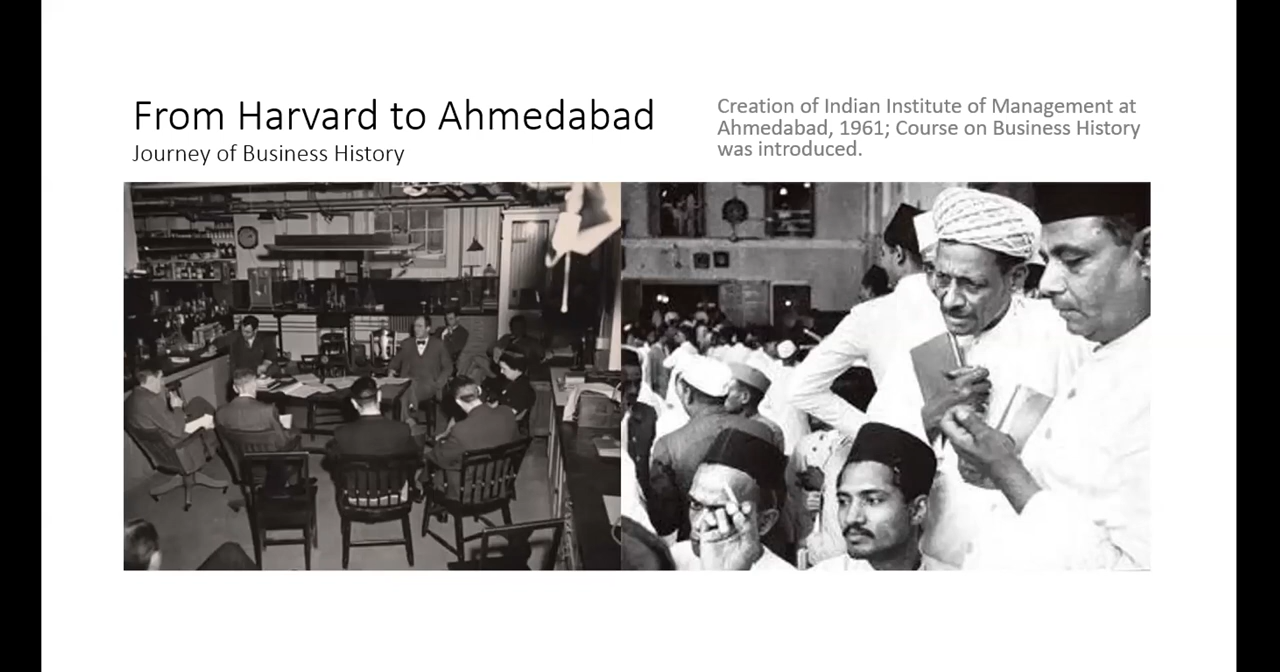 From Harvard to Ahmedabad
Journey of Business History
Creation of Indian Institute of Management at
Ahmedabad, 1961; Course on Business History
was introduced.